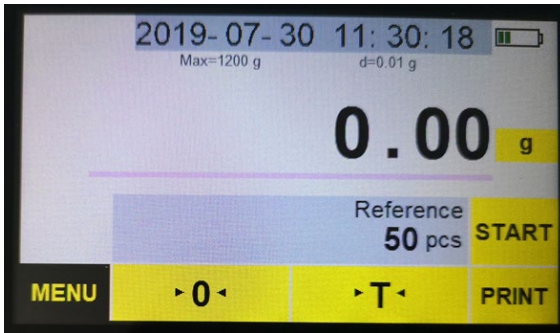 2019-07-30 11:30:18
Max=1200 g d=0.01 g
0.00 g
Reference
50 pcs
START
MENU ►0◄ ►T◄ PRINT